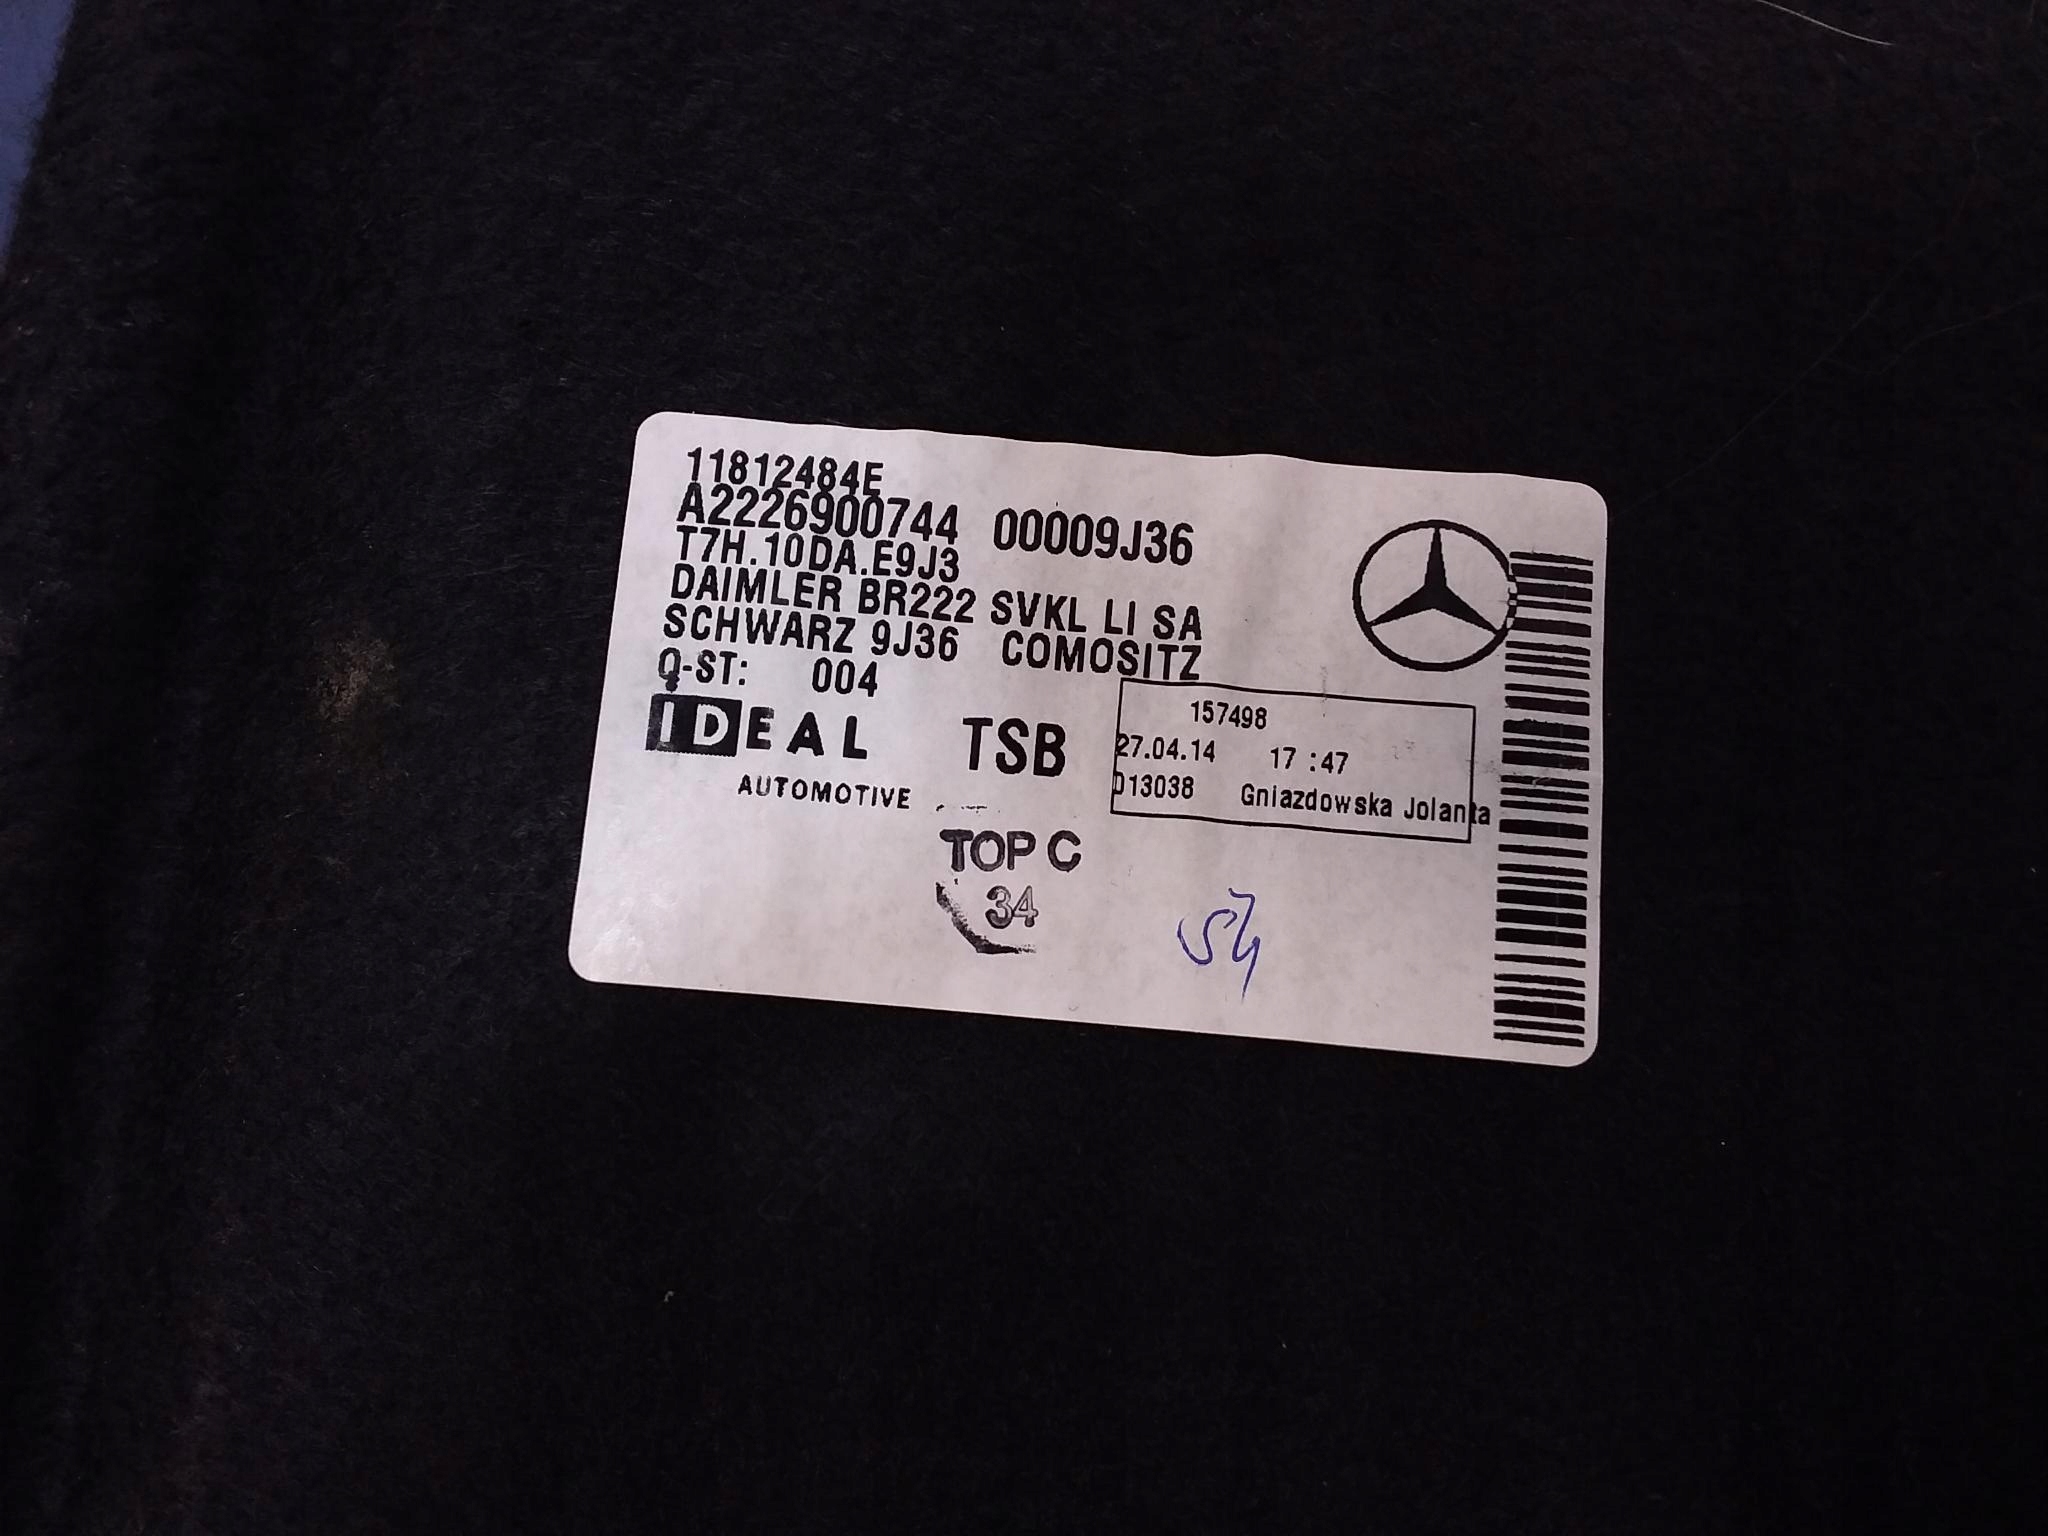 11812484E
A2226900744 00009J36
T7H.10DA.E9J3
DAIMLER BR222 SVKL LI SA
SCHWARZ 9J36 COMOSITZ
Q-ST: 004
IDEAL
AUTOMOTIVE
TSB
157498
27.04.14 17 :47
D13038 Gniazdowska Jolanta
TOP C
34